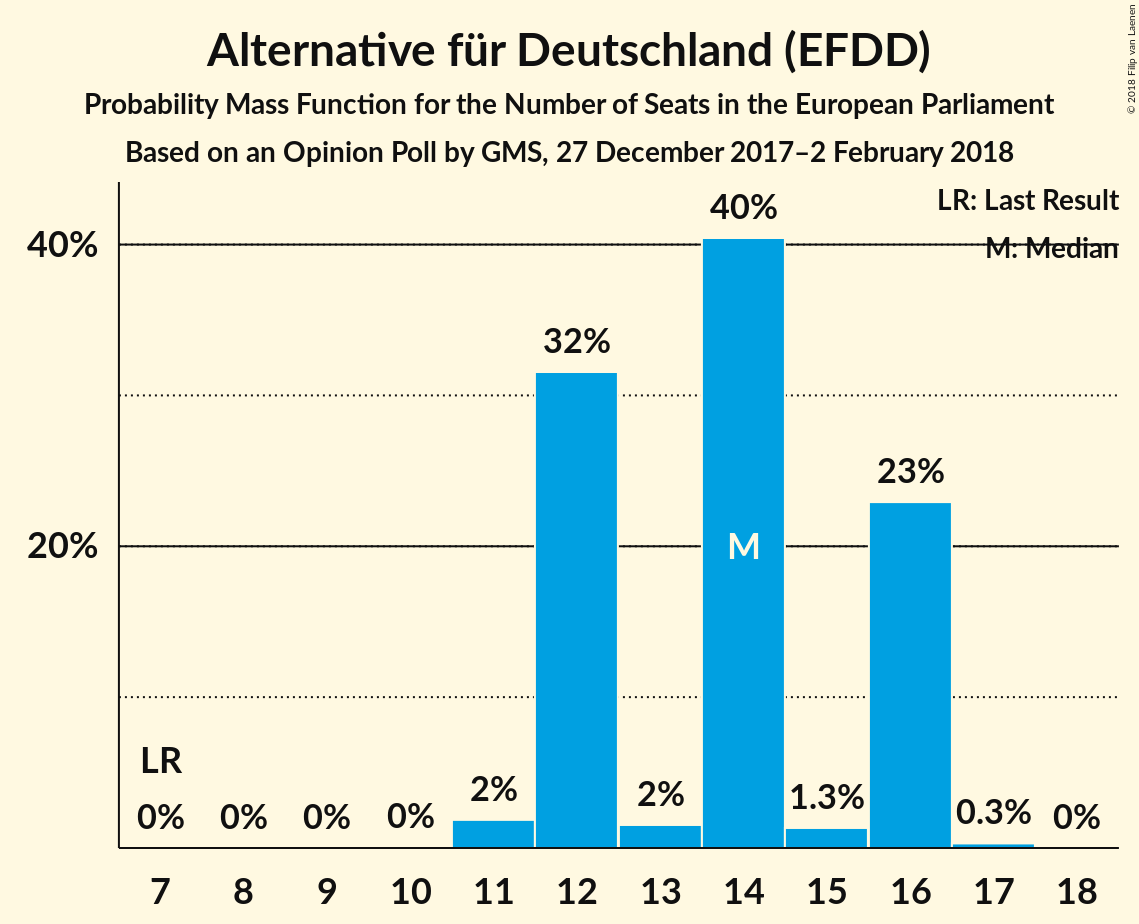 Alternative für Deutschland (EFDD)
Probability Mass Function for the Number of Seats in the European Parliament
Based on an Opinion Poll by GMS, 27 December 2017–2 February 2018
© 2018 Filip van Laenen
LR: Last Result
M: Median
40%
20%
40%
32%
23%
M
LR
0%
0%
0%
0%
2%
2%
1.3%
0.3%
0%
7 8 9 10 11 12 13 14 15 16 17 18